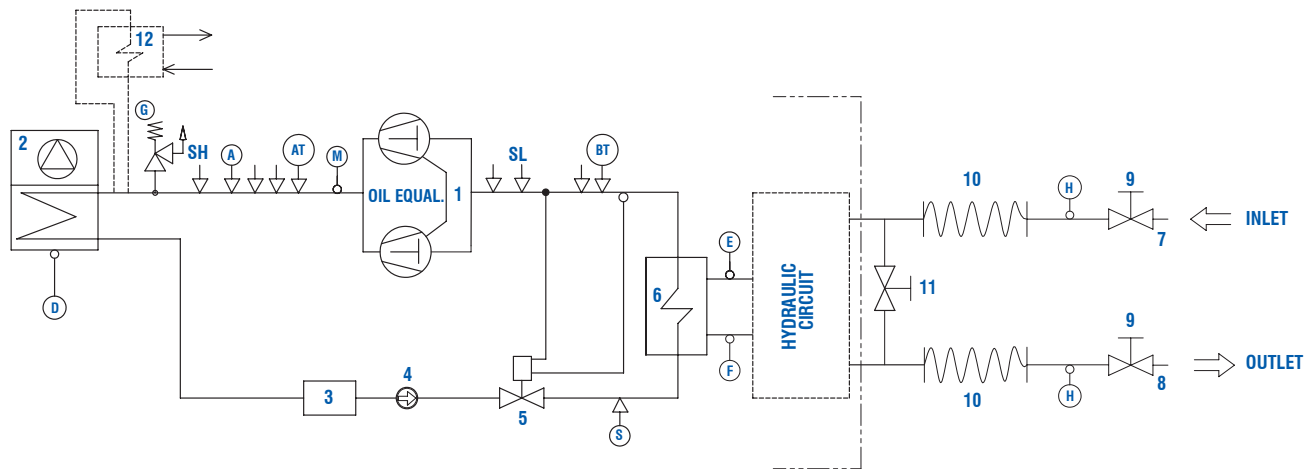 12
G
2
SH
A
AT
M
OIL EQUAL.
1
SL
BT
D
3
4
5
S
6
E
F
HYDRAULIC
CIRCUIT
10
H
9
7
INLET
11
10
H
9
8
OUTLET